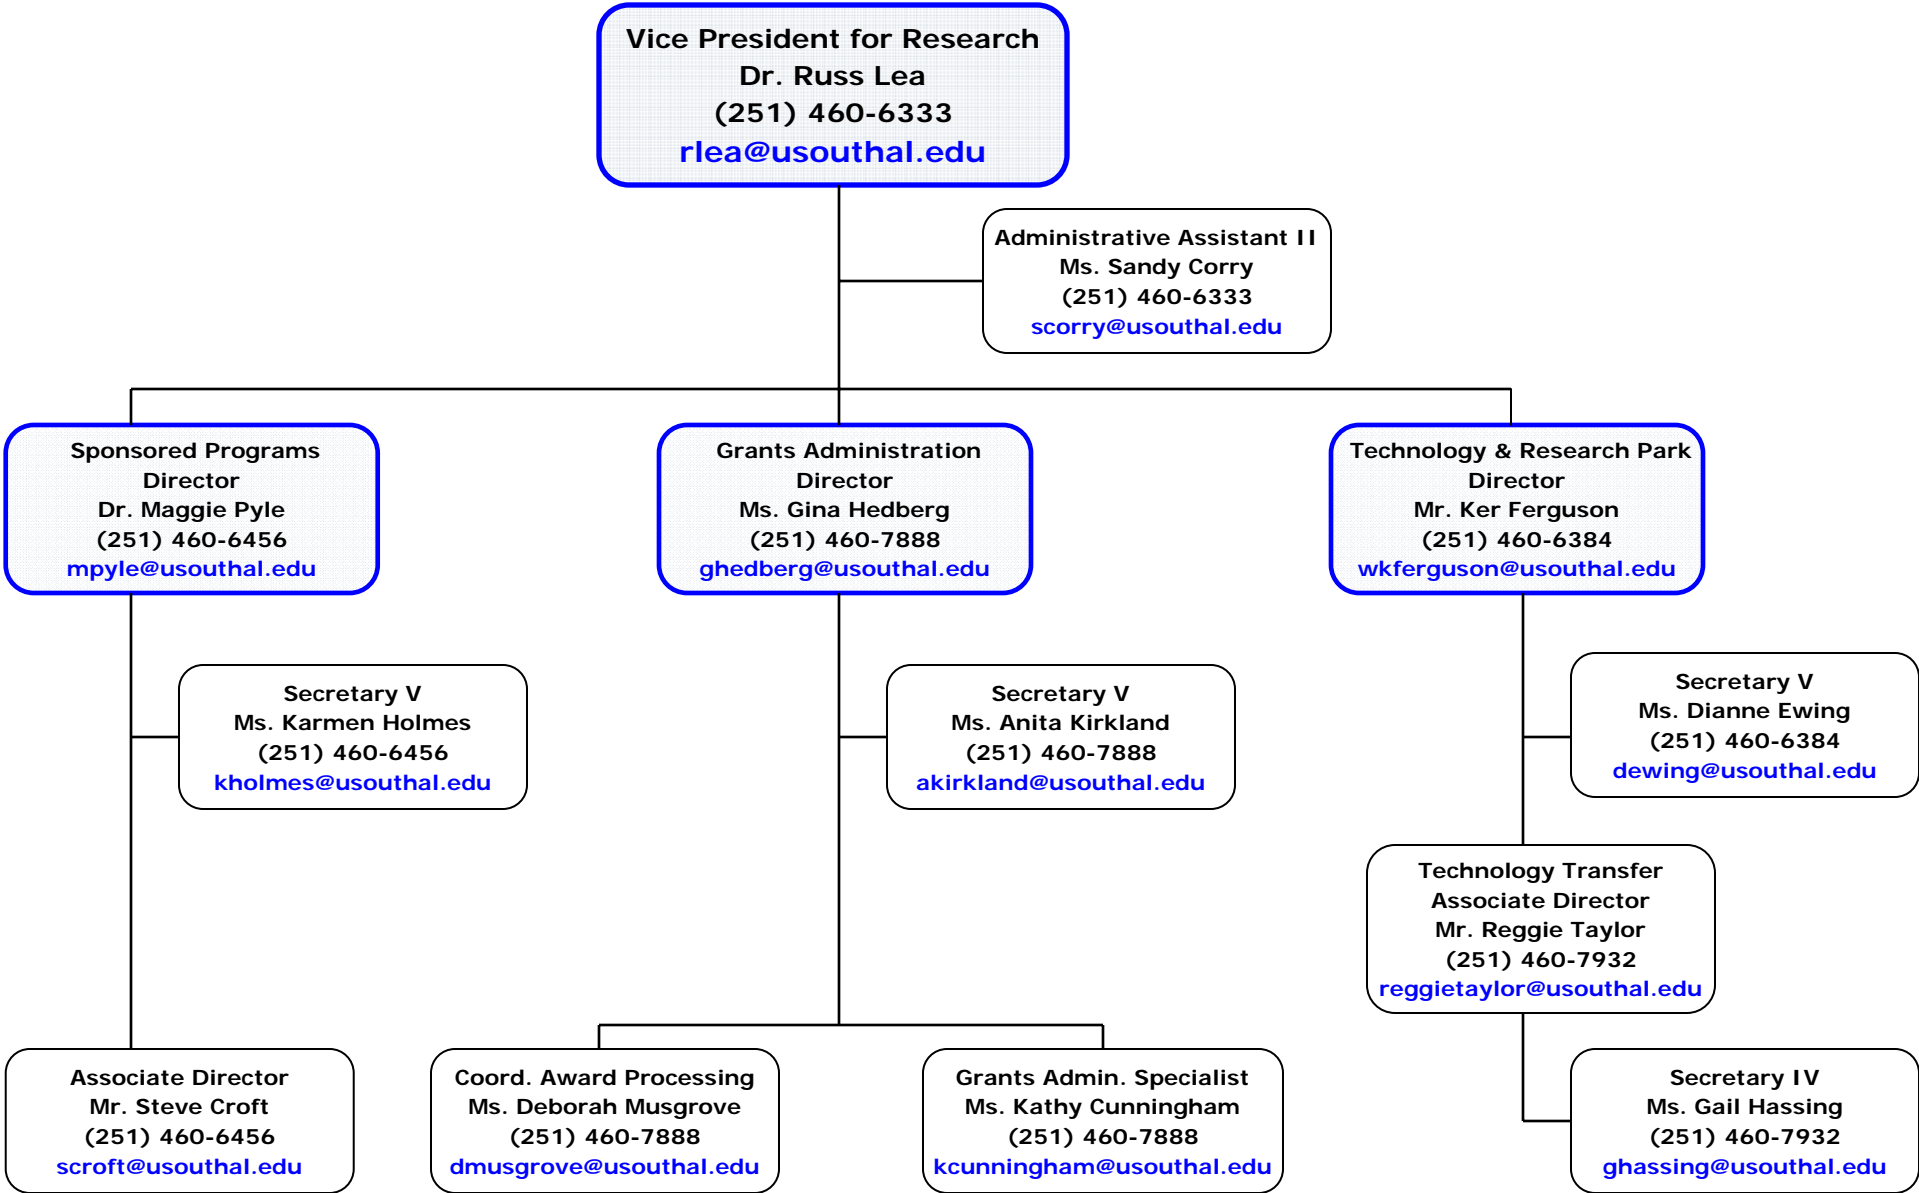 Vice President for Research
Dr. Russ Lea
(251) 460-6333
rlea@usouthal.edu
Administrative Assistant II
Ms. Sandy Corry
(251) 460-6333
scorry@usouthal.edu
Sponsored Programs
Director
Dr. Maggie Pyle
(251) 460-6456
mpyle@usouthal.edu
Grants Administration
Director
Ms. Gina Hedberg
(251) 460-7888
ghedberg@usouthal.edu
Technology & Research Park
Director
Mr. Ker Ferguson
(251) 460-6384
wkferguson@usouthal.edu
Secretary V
Ms. Karmen Holmes
(251) 460-6456
kholmes@usouthal.edu
Secretary V
Ms. Anita Kirkland
(251) 460-7888
akirkland@usouthal.edu
Secretary V
Ms. Dianne Ewing
(251) 460-6384
dewing@usouthal.edu
Technology Transfer
Associate Director
Mr. Reggie Taylor
(251) 460-7932
reggietaylor@usouthal.edu
Associate Director
Mr. Steve Croft
(251) 460-6456
scroft@usouthal.edu
Coord. Award Processing
Ms. Deborah Musgrove
(251) 460-7888
dmusgrove@usouthal.edu
Grants Admin. Specialist
Ms. Kathy Cunningham
(251) 460-7888
kcunningham@usouthal.edu
Secretary IV
Ms. Gail Hassing
(251) 460-7932
ghassing@usouthal.edu